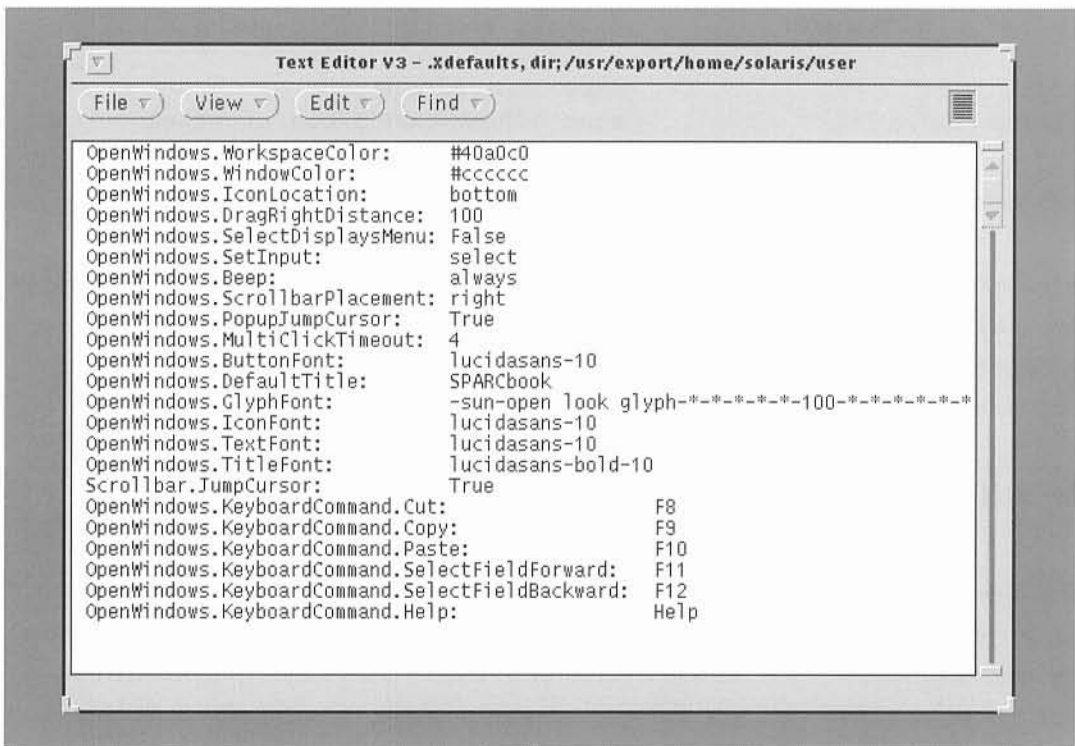 Text Editor V3 – .Xdefaults, dir; /usr/export/home/solaris/user
File View Edit Find
OpenWindows.WorkspaceColor: #40a0c0
OpenWindows.WindowColor: #cccccc
OpenWindows.IconLocation: bottom
OpenWindows.DragRightDistance: 100
OpenWindows.SelectDisplaysMenu: False
OpenWindows.SetInput: select
OpenWindows.Beep: always
OpenWindows.ScrollbarPlacement: right
OpenWindows.PopupJumpCursor: True
OpenWindows.MultiClickTimeout: 4
OpenWindows.ButtonFont: lucidasans-10
OpenWindows.DefaultTitle: SPARCbook
OpenWindows.GlyphFont: -sun-open look glyph-*-*-*-*-*-100-*-*-*-*-*-*
OpenWindows.IconFont: lucidasans-10
OpenWindows.TextFont: lucidasans-10
OpenWindows.TitleFont: lucidasans-bold-10
Scrollbar.JumpCursor: True
OpenWindows.KeyboardCommand.Cut: F8
OpenWindows.KeyboardCommand.Copy: F9
OpenWindows.KeyboardCommand.Paste: F10
OpenWindows.KeyboardCommand.SelectFieldForward: F11
OpenWindows.KeyboardCommand.SelectFieldBackward: F12
OpenWindows.KeyboardCommand.Help: Help